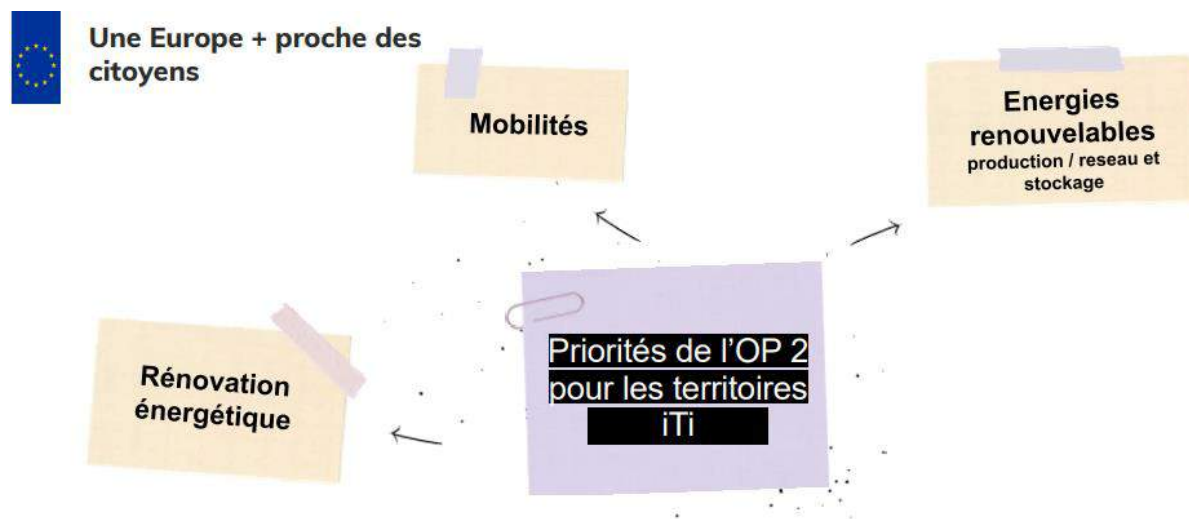 Une Europe + proche des
citoyens
Mobilités
Energies
renouvelables
production / reseau et
stockage
Priorités de l’OP 2
pour les territoires
iTi
Rénovation
énergétique